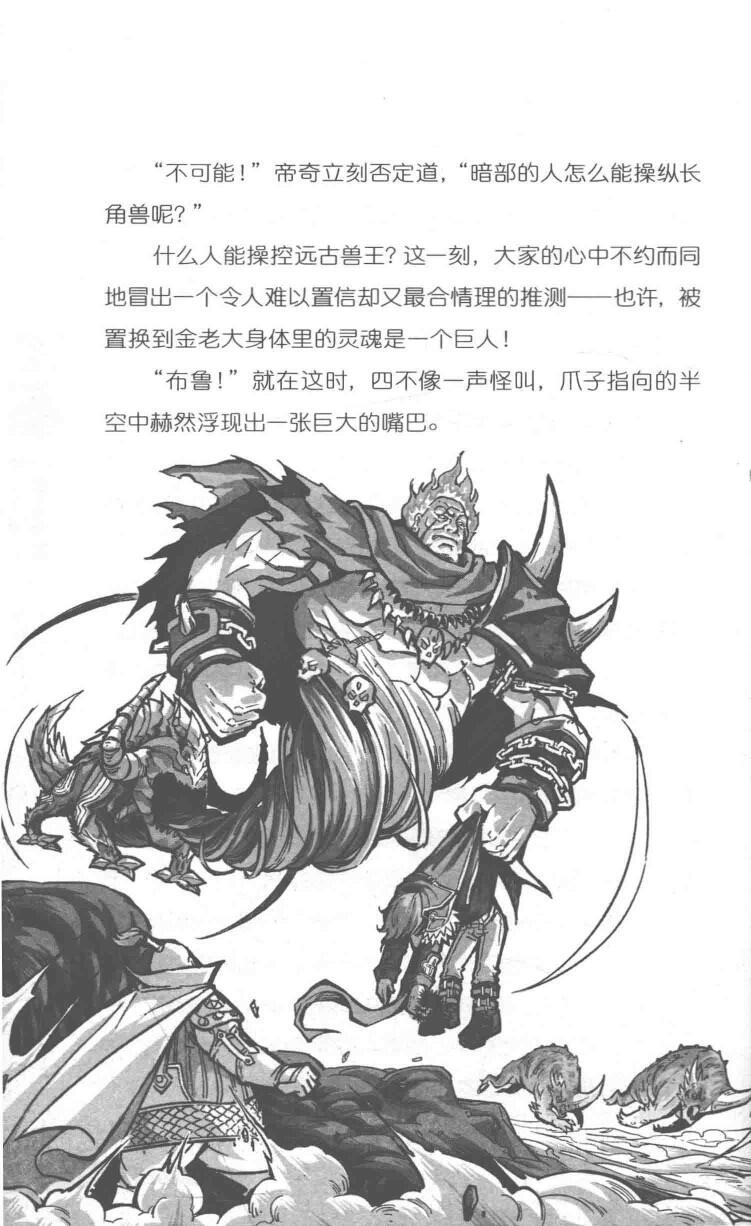 “不可能！”帝奇立刻否定道，“暗部的人怎么能操纵长
角兽呢？”
什么人能操控远古兽王？这一刻，大家的心中不约而同
地冒出一个令人难以置信却又最合情理的推测——也许，被
置换到金老大身体里的灵魂是一个巨人！
“布鲁！”就在这时，四不像一声怪叫，爪子指向的半
空中赫然浮现出一张巨大的嘴巴。